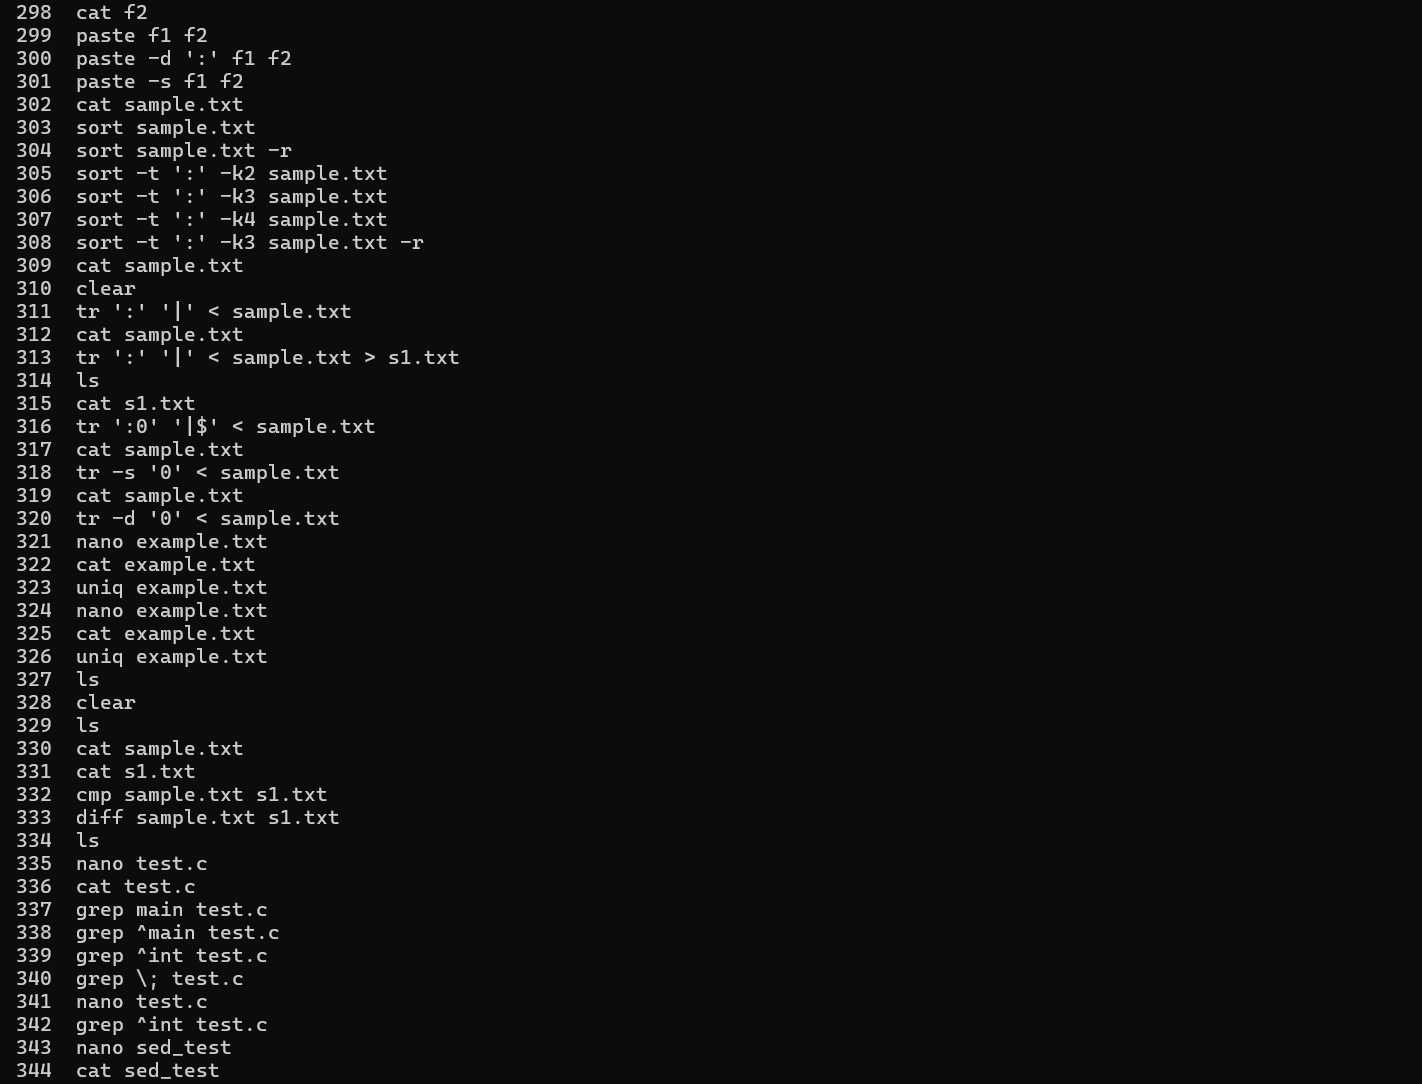 298  cat f2
299  paste f1 f2
300  paste -d ':' f1 f2
301  paste -s f1 f2
302  cat sample.txt
303  sort sample.txt
304  sort sample.txt -r
305  sort -t ':' -k2 sample.txt
306  sort -t ':' -k3 sample.txt
307  sort -t ':' -k4 sample.txt
308  sort -t ':' -k3 sample.txt -r
309  cat sample.txt
310  clear
311  tr ':' '|' < sample.txt
312  cat sample.txt
313  tr ':' '|' < sample.txt > s1.txt
314  ls
315  cat s1.txt
316  tr ':0' '|$' < sample.txt
317  cat sample.txt
318  tr -s '0' < sample.txt
319  cat sample.txt
320  tr -d '0' < sample.txt
321  nano example.txt
322  cat example.txt
323  uniq example.txt
324  nano example.txt
325  cat example.txt
326  uniq example.txt
327  ls
328  clear
329  ls
330  cat sample.txt
331  cat s1.txt
332  cmp sample.txt s1.txt
333  diff sample.txt s1.txt
334  ls
335  nano test.c
336  cat test.c
337  grep main test.c
338  grep ^main test.c
339  grep ^int test.c
340  grep \; test.c
341  nano test.c
342  grep ^int test.c
343  nano sed_test
344  cat sed_test